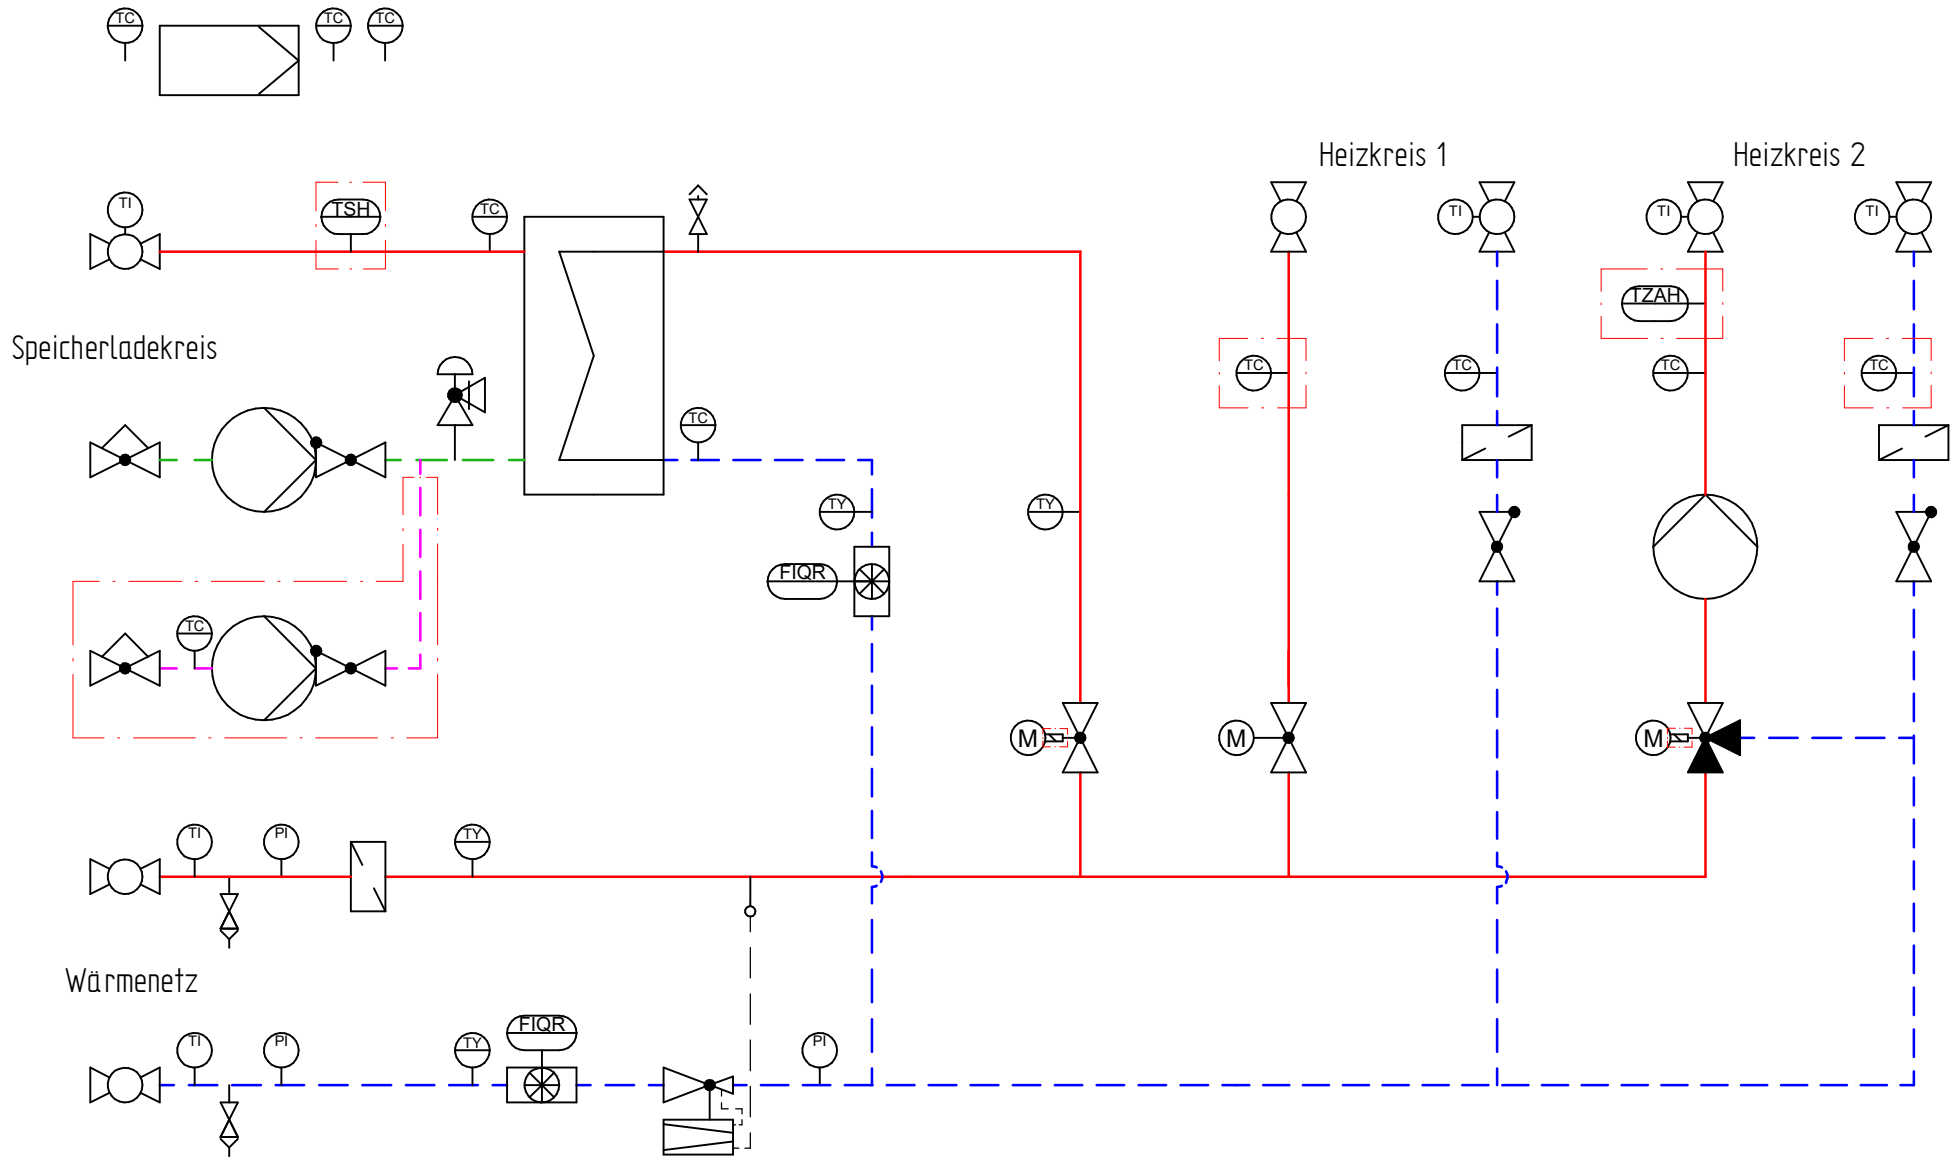 TC
TC
TC
Heizkreis 1
Heizkreis 2
TI
TSH
TC
TI
TI
TI
TZAH
Speicherladekreis
TC
TC
TC
TC
TC
TY
TY
FIQR
TC
M
M
M
TI
PI
TY
Wärmenetz
TI
PI
TY
FIQR
PI